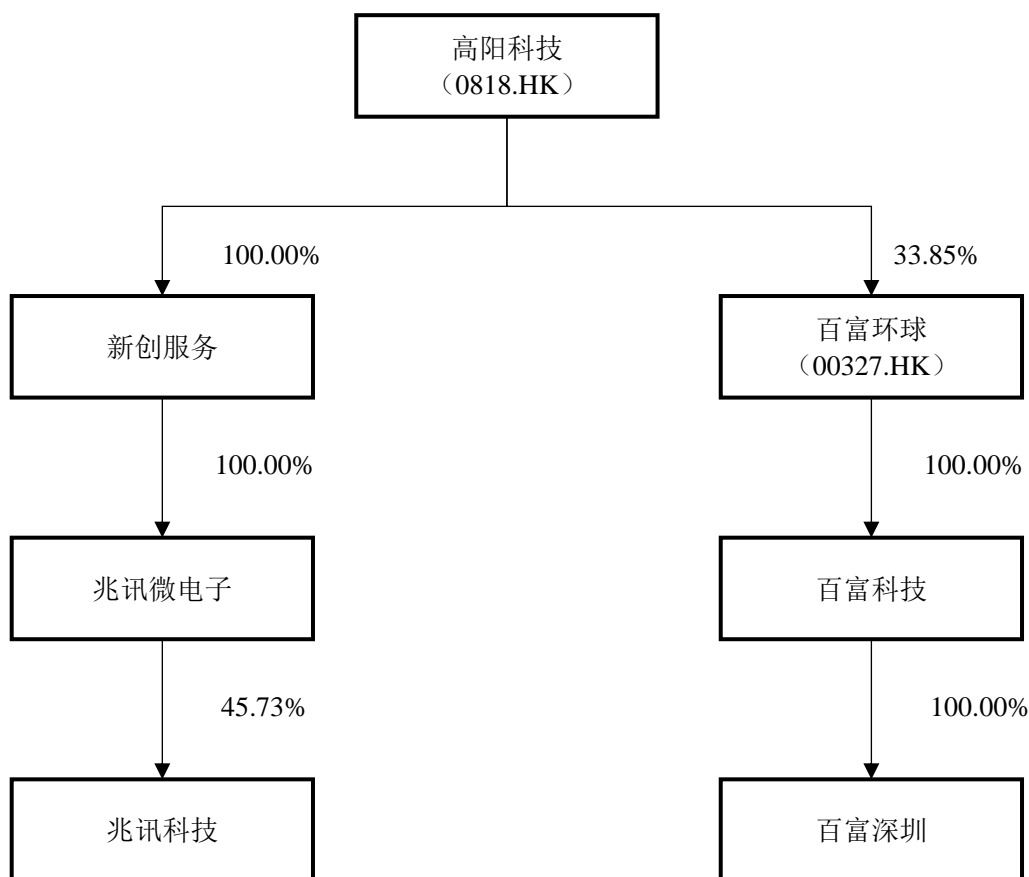 高阳科技
（0818.HK）
100.00%
33.85%
新创服务
百富环球
（00327.HK）
100.00%
100.00%
兆讯微电子
百富科技
45.73%
100.00%
兆讯科技
百富深圳